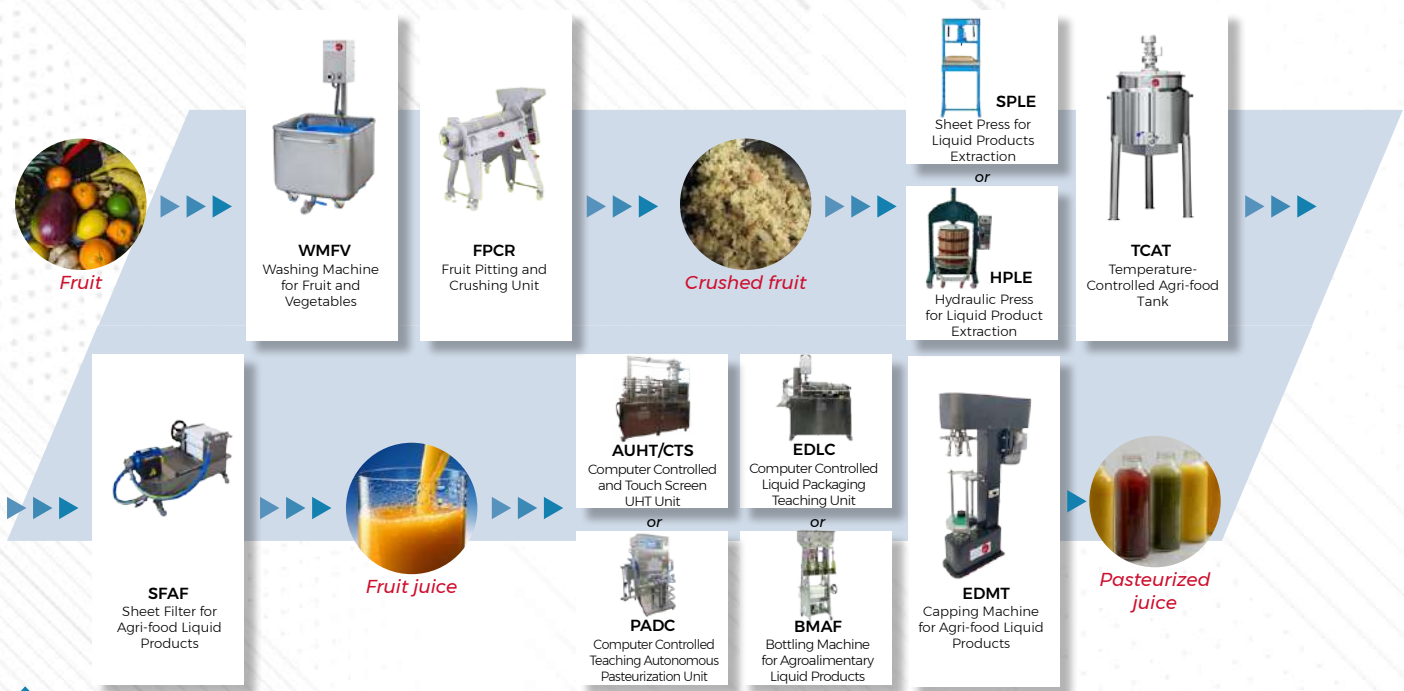 Fruit
WMFV
Washing Machine
for Fruit and
Vegetables
FPCR
Fruit Pitting and
Crushing Unit
Crushed fruit
SPLE
Sheet Press for
Liquid Products
Extraction
or
HPLE
Hydraulic Press
for Liquid Product
Extraction
TCAT
Temperature-
Controlled Agri-food
Tank
SFAF
Sheet Filter for
Agri-food Liquid
Products
Fruit juice
AUHT/CTS
Computer Controlled
and Touch Screen
UHT Unit
or
PADC
Computer Controlled
Teaching Autonomous
Pasteurization Unit
EDLC
Computer Controlled
Liquid Packaging
Teaching Unit
or
BMAF
Bottling Machine
for Agroalimentary
Liquid Products
EDMT
Capping Machine
for Agri-food Liquid
Products
Pasteurized
juice